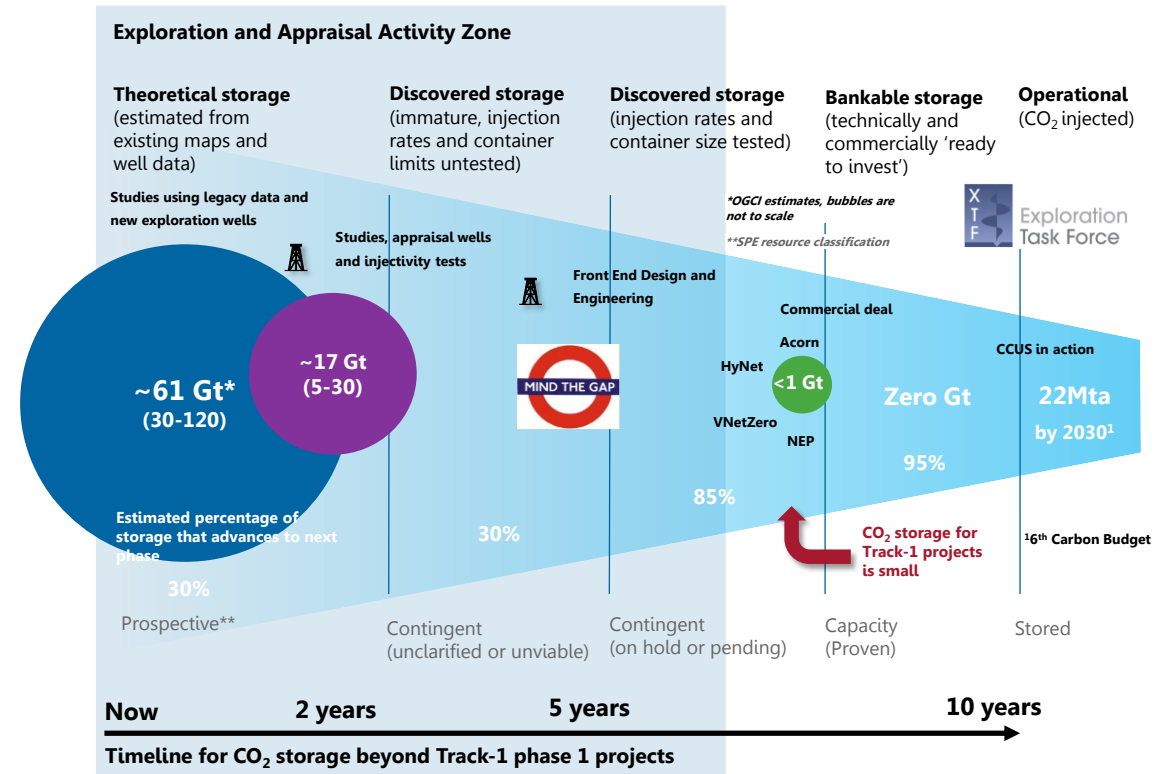 Exploration and Appraisal Activity Zone
Theoretical storage
(estimated from
existing maps and
well data)
Discovered storage
(immature, injection
rates and container
limits untested)
Discovered storage
(injection rates and
container size tested)
Bankable storage
(technically and
commercially ‘ready
to invest’)
Operational
(CO₂ injected)
Studies using legacy data and
new exploration wells
Studies, appraisal wells
and injectivity tests
Front End Design and
Engineering
*OGCI estimates, bubbles are
not to scale
**SPE resource classification
X
T
F
Exploration
Task Force
~61 Gt*
(30-120)
~17 Gt
(5-30)
MIND THE GAP
Commercial deal
Acorn
HyNet
<1 Gt
VNetZero
NEP
Zero Gt
CCUS in action
22Mta
by 2030¹
Estimated percentage of
storage that advances to next
phase
30%
30%
85%
95%
CO₂ storage for
Track-1 projects
is small
¹6th Carbon Budget
Prospective**
Contingent
(unclarified or unviable)
Contingent
(on hold or pending)
Capacity
(Proven)
Stored
Now
2 years
5 years
10 years
Timeline for CO₂ storage beyond Track-1 phase 1 projects